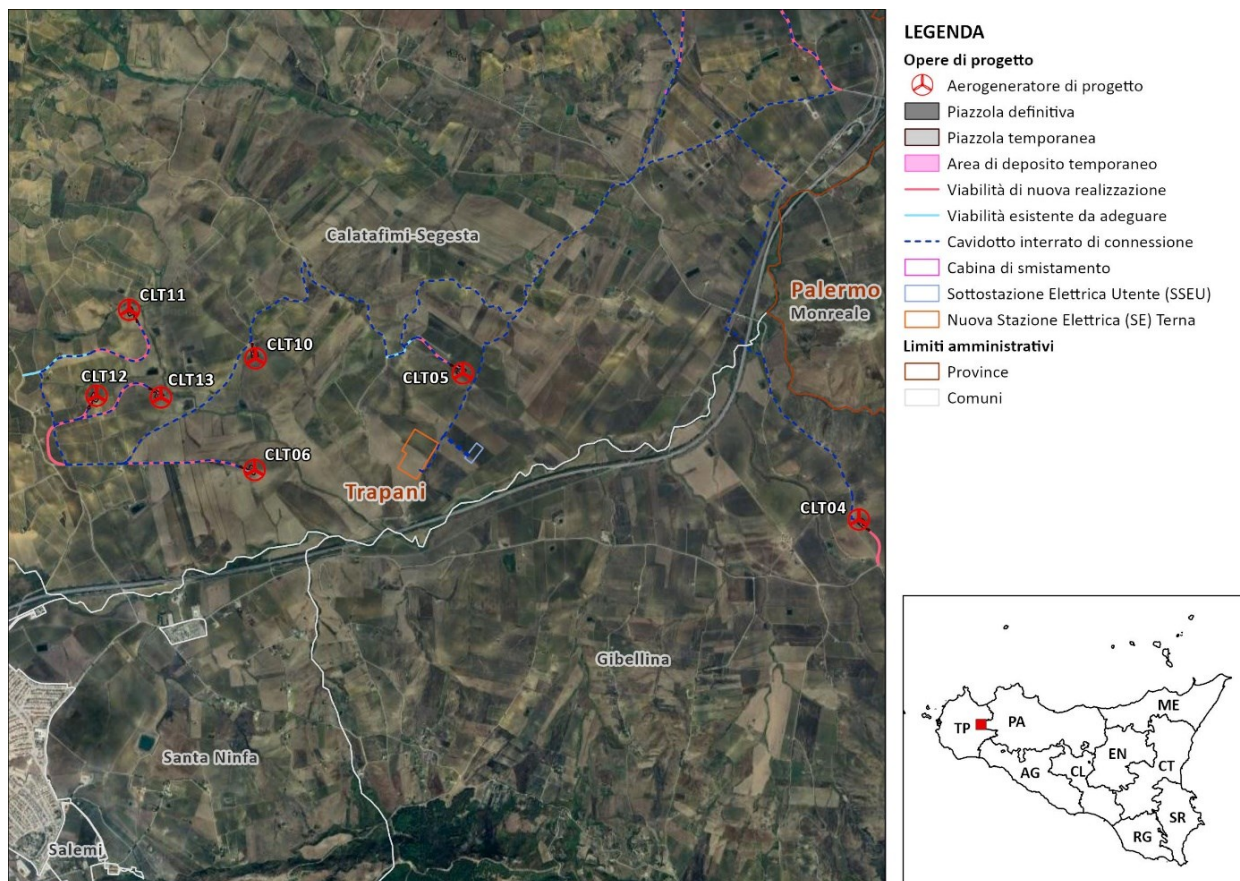 Calatafimi-Segesta
Palermo
Monreale
CLT11
CLT10
CLT12
CLT13
CLT05
CLT06
Trapani
CLT04
Gibellina
Santa Ninfa
Salemi
LEGENDA
Opere di progetto
Aerogeneratore di progetto
Piazzola definitiva
Piazzola temporanea
Area di deposito temporaneo
Viabilità di nuova realizzazione
Viabilità esistente da adeguare
Cavidotto interrato di connessione
Cabina di smistamento
Sottostazione Elettrica Utente (SSEU)
Nuova Stazione Elettrica (SE) Terna
Limiti amministrativi
Province
Comuni
ME
TP
PA
EN
CT
AG
CL
SR
RG